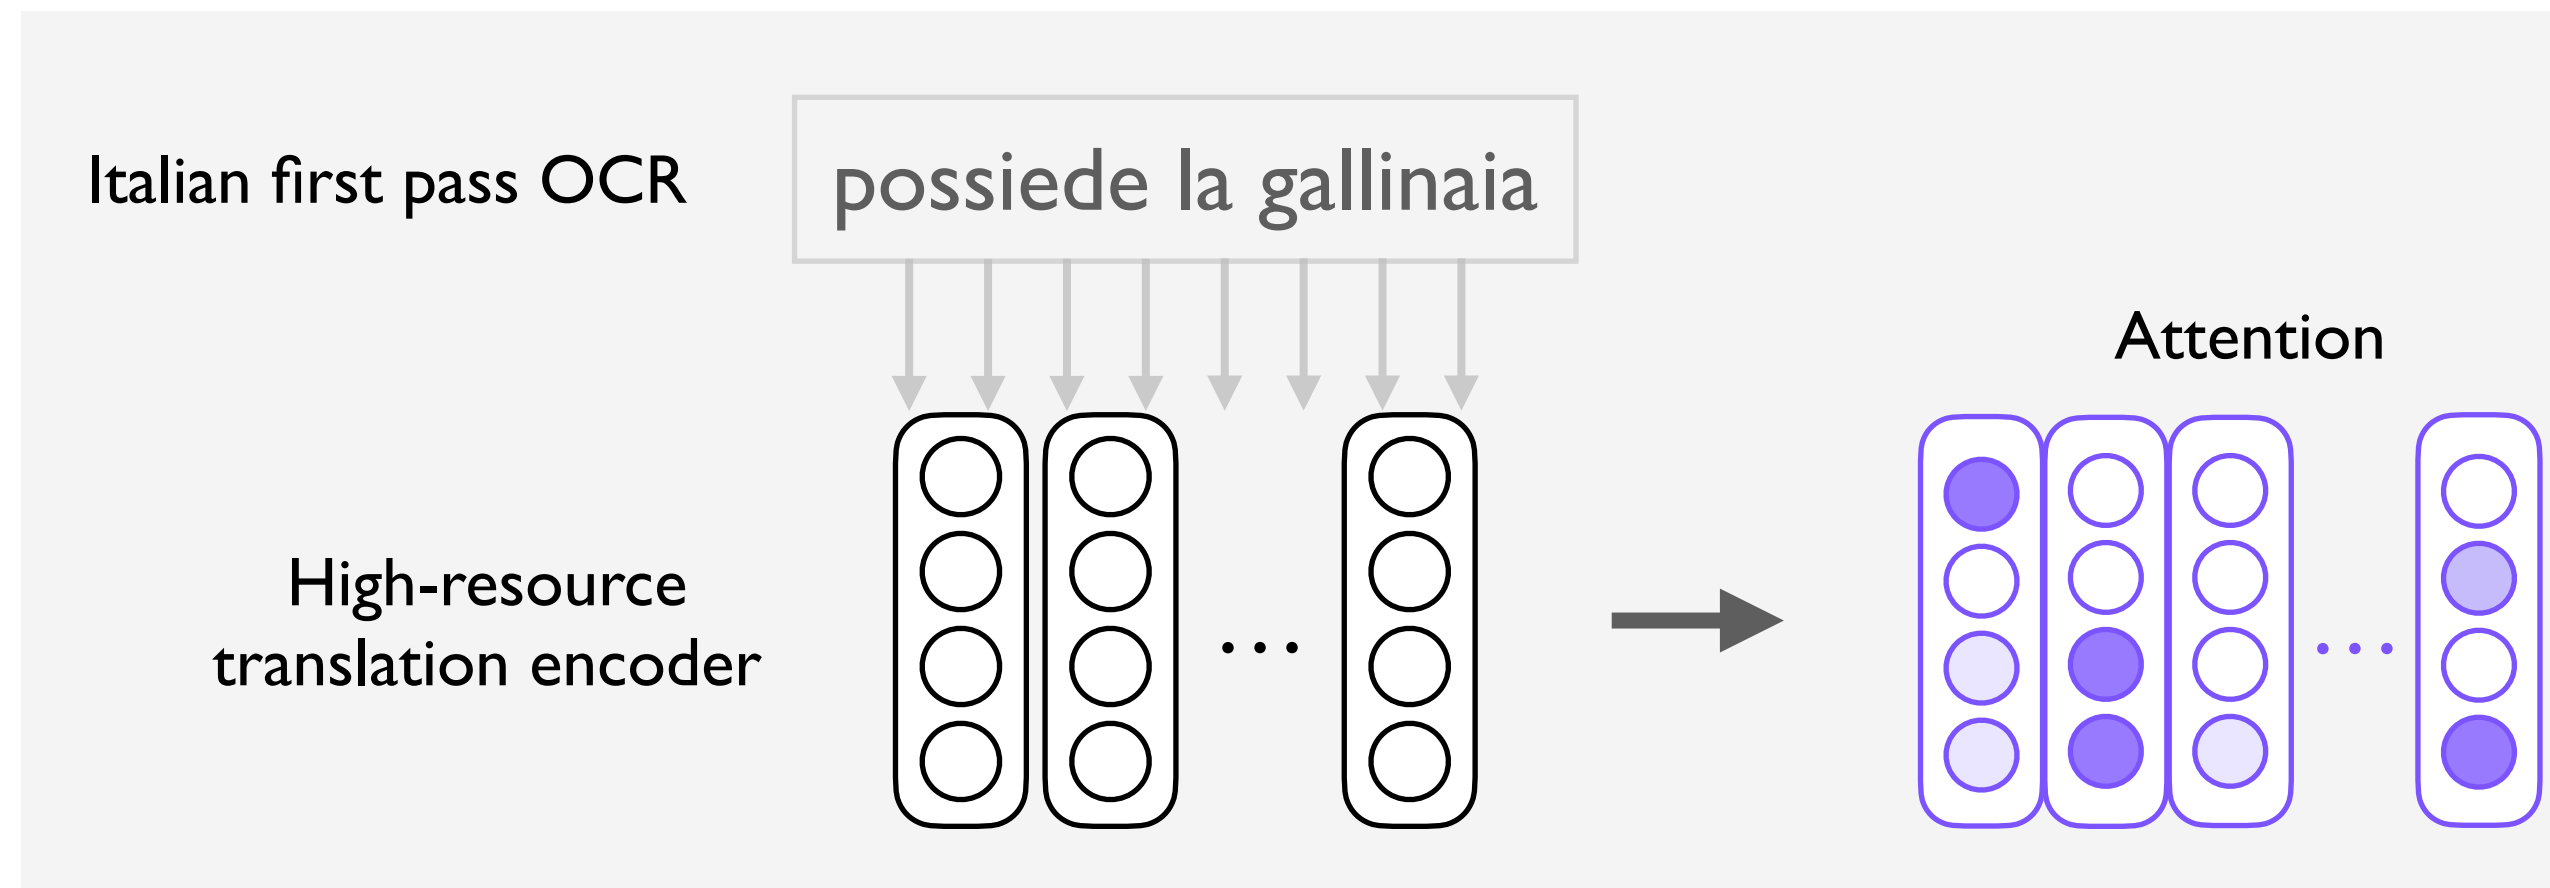 Italian first pass OCR
possiede la gallinaia
Attention
High-resource
translation encoder